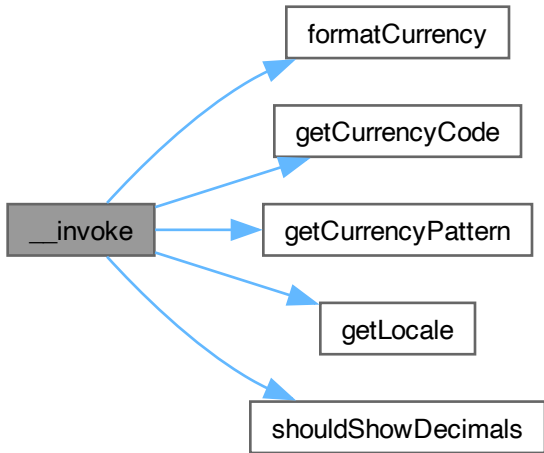 formatCurrency
getCurrencyCode
__invoke
getCurrencyPattern
getLocale
shouldShowDecimals